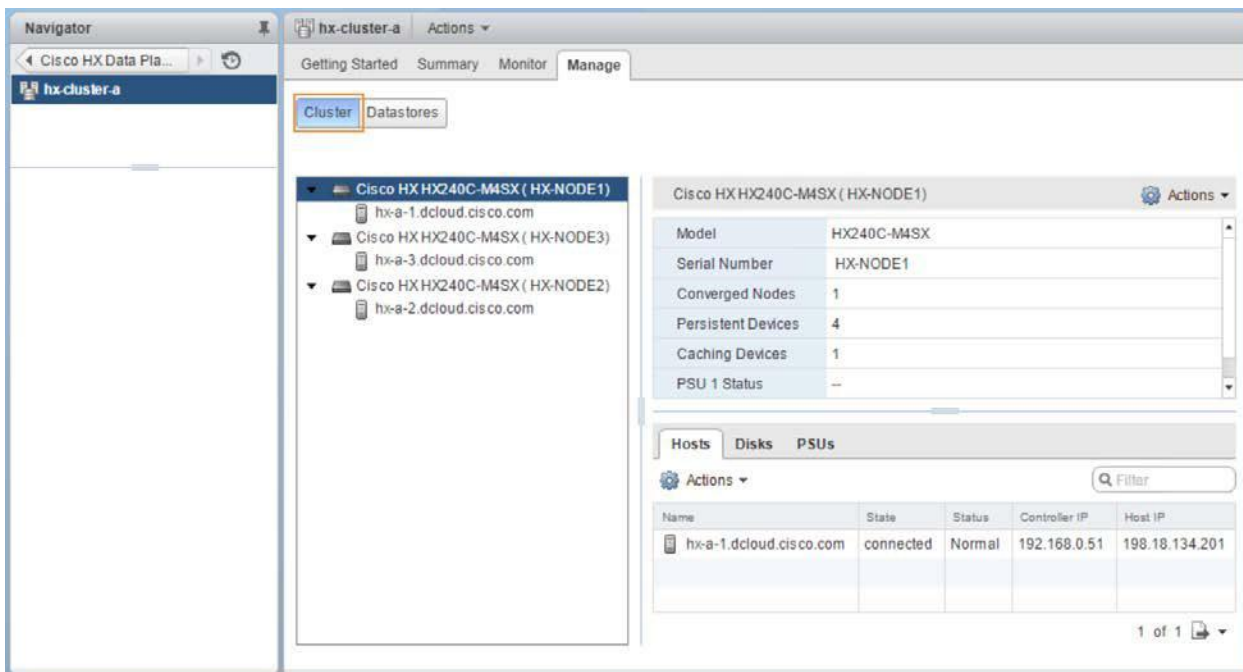 Navigator
hx-cluster-a Actions
Cisco HX Data Pla...
Getting Started Summary Monitor Manage
hx-cluster-a
Cluster Datastores
Cisco HX HX240C-M4SX ( HX-NODE1)
hx-a-1.dcloud.cisco.com
Cisco HX HX240C-M4SX ( HX-NODE3)
hx-a-3.dcloud.cisco.com
Cisco HX HX240C-M4SX ( HX-NODE2)
hx-a-2.dcloud.cisco.com
Cisco HX HX240C-M4SX ( HX-NODE1) Actions
Model HX240C-M4SX
Serial Number HX-NODE1
Converged Nodes 1
Persistent Devices 4
Caching Devices 1
PSU 1 Status --
Hosts Disks PSUs
Actions Filter
Name State Status Controller IP Host IP
hx-a-1.dcloud.cisco.com connected Normal 192.168.0.51 198.18.134.201
1 of 1